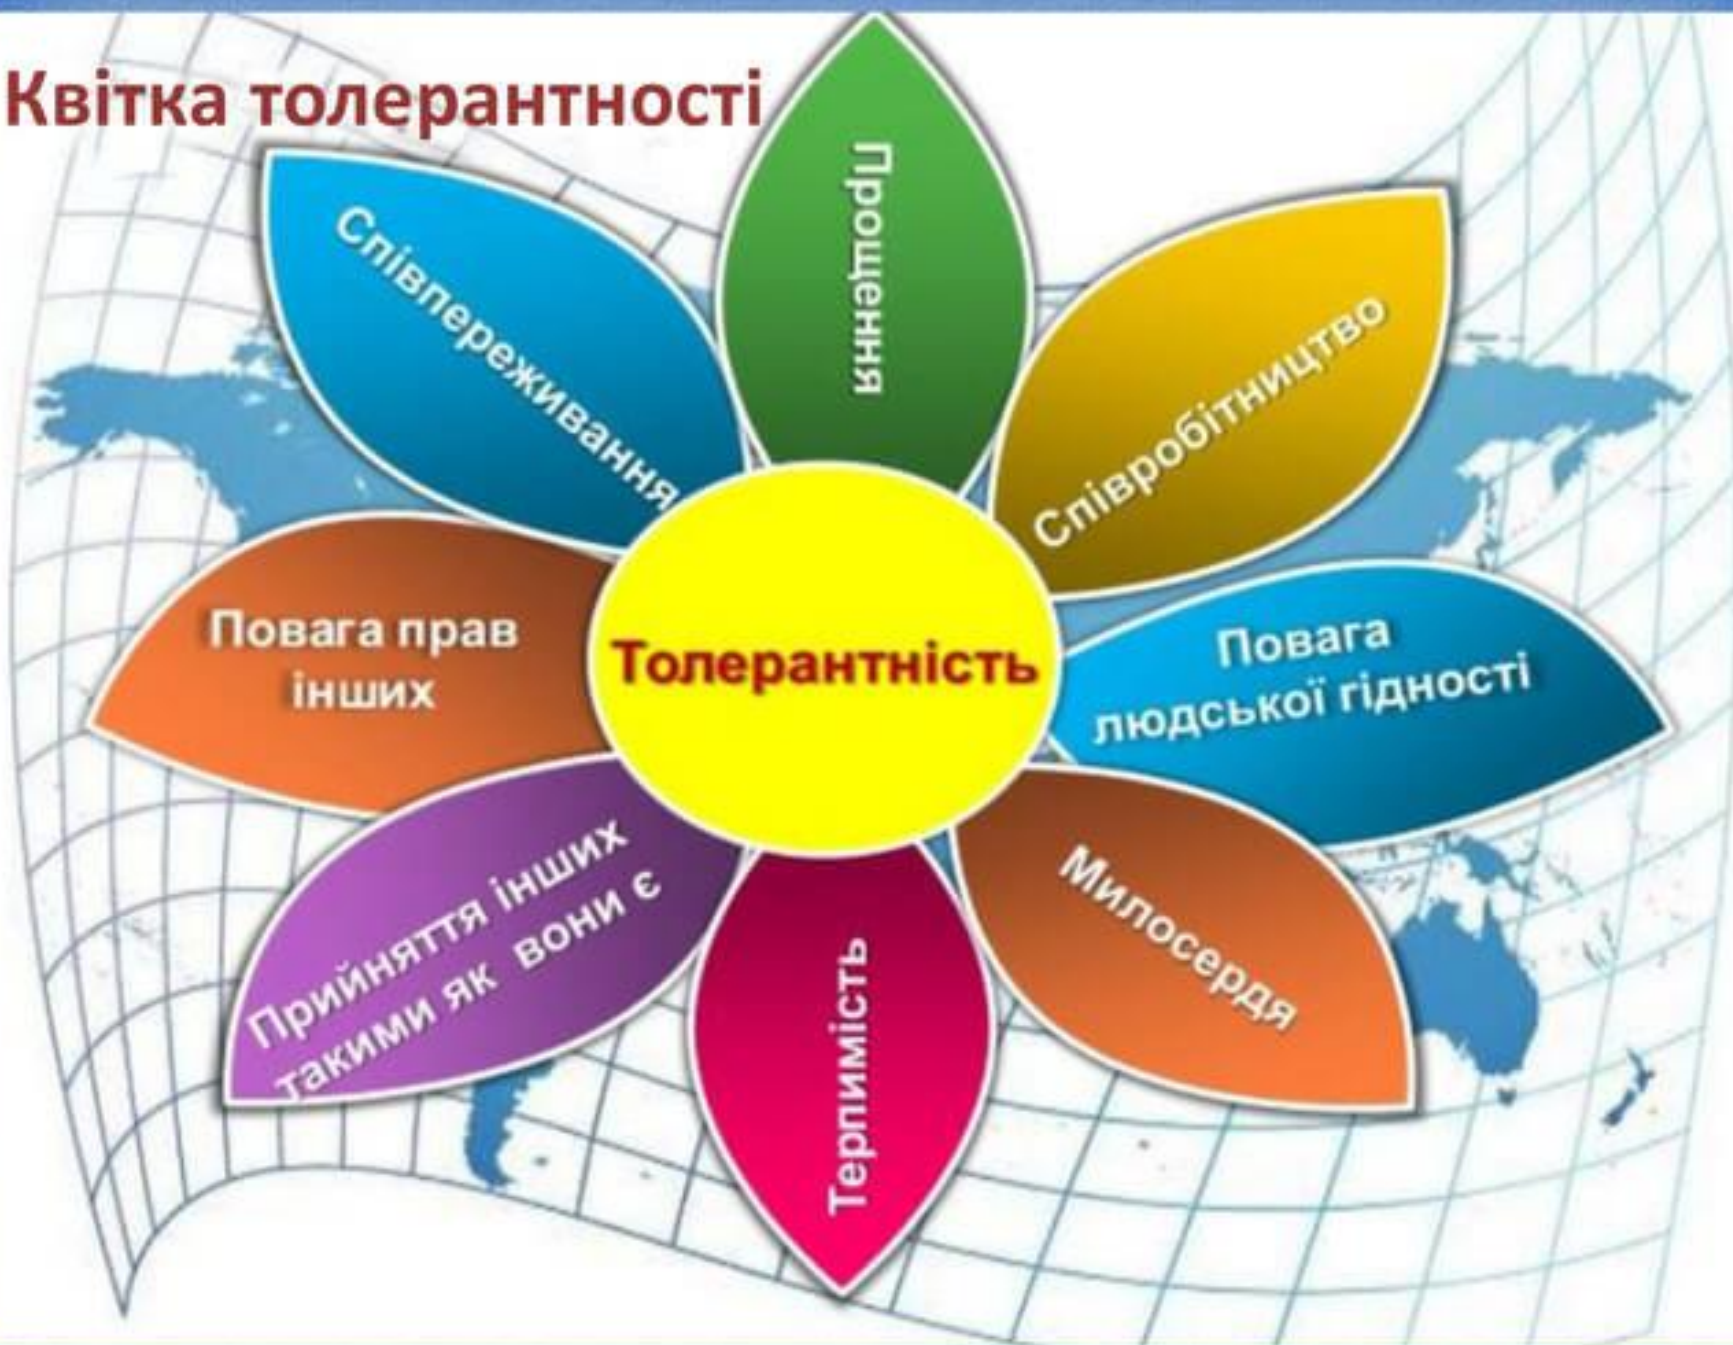 Квітка толерантності
Прощення
Співробітництво
Повага
людської гідності
Милосердя
Терпимість
Прийняття інших
такими як вони є
Повага прав
інших
Співпереживання
Толерантність